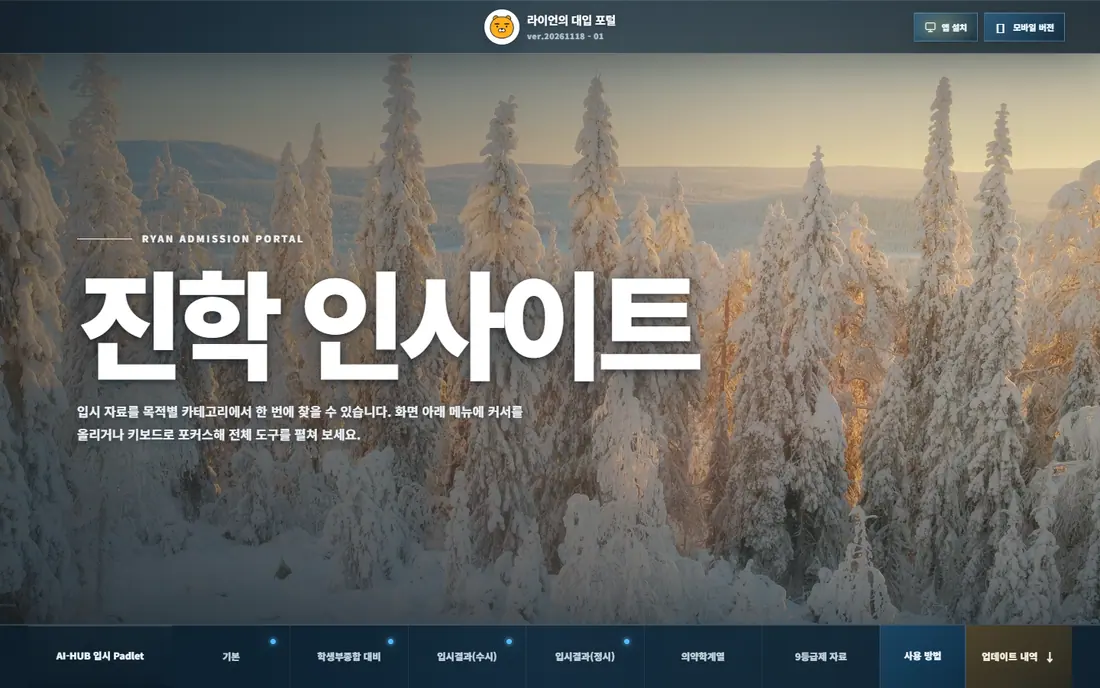 라이언의 대입 포털
ver.20261118 - 01
앱 설치
모바일 버전
RYAN ADMISSION PORTAL
진학 인사이트
입시 자료를 목적별 카테고리에서 한 번에 찾을 수 있습니다. 화면 아래 메뉴에 커서를
올리거나 키보드로 포커스해 전체 도구를 펼쳐 보세요.
AI-HUB 입시 Padlet
기본
학생부종합 대비
입시결과(수시)
입시결과(정시)
의약학계열
9등급제 자료
사용 방법
업데이트 내역 ↓